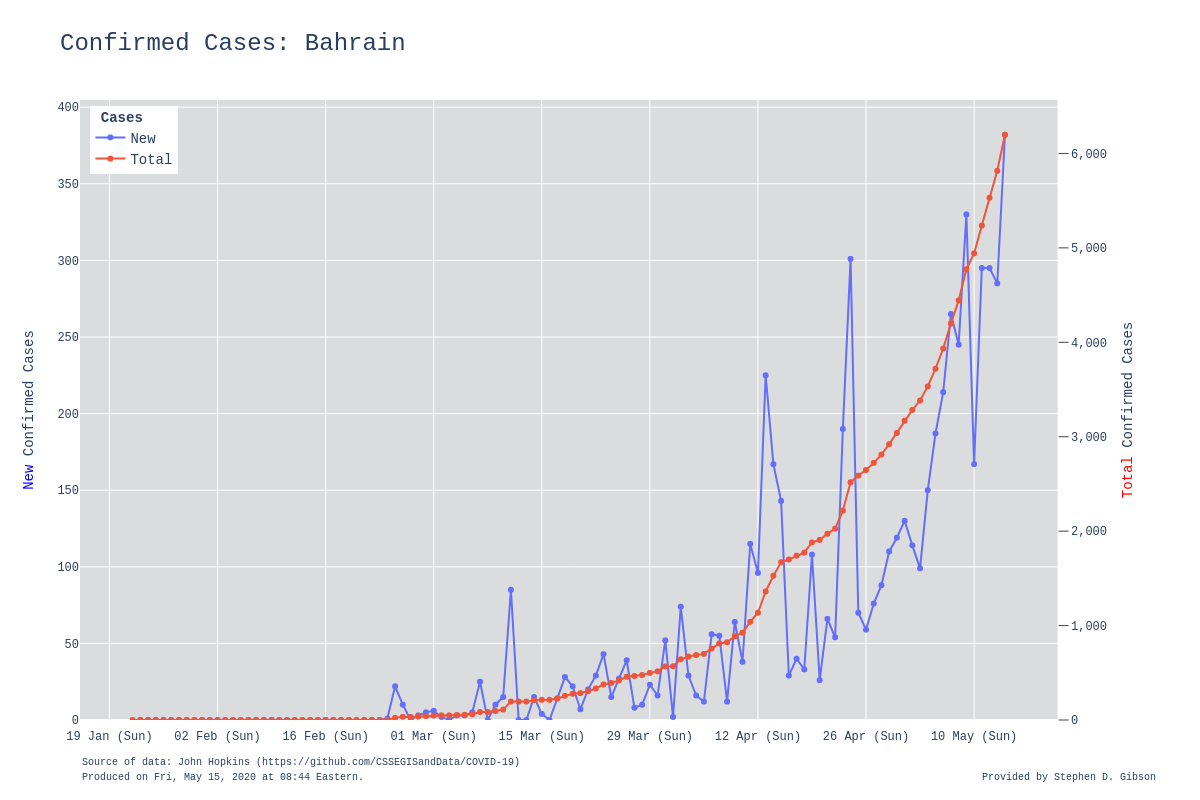 Confirmed Cases: Bahrain
Cases
New
Total
400
350
300
250
200
150
100
50
0
6,000
5,000
4,000
3,000
2,000
1,000
0
New Confirmed Cases
Total Confirmed Cases
19 Jan (Sun) 02 Feb (Sun) 16 Feb (Sun) 01 Mar (Sun) 15 Mar (Sun) 29 Mar (Sun) 12 Apr (Sun) 26 Apr (Sun) 10 May (Sun)
Source of data: John Hopkins (https://github.com/CSSEGISandData/COVID-19)
Produced on Fri, May 15, 2020 at 08:44 Eastern.
Provided by Stephen D. Gibson